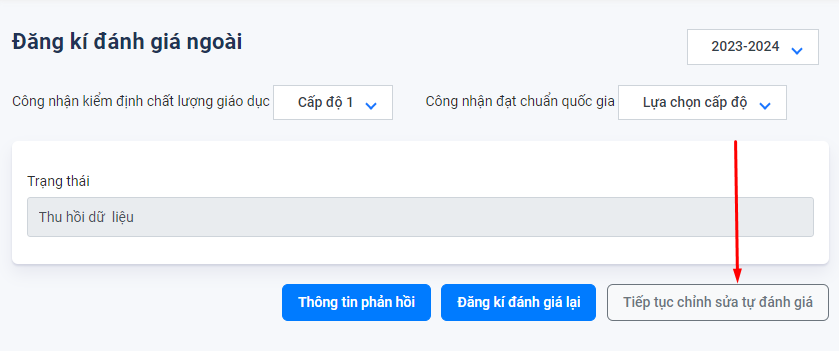 Đăng kí đánh giá ngoài
2023-2024
Công nhận kiểm định chất lượng giáo dục Cấp độ 1 Công nhận đạt chuẩn quốc gia Lựa chọn cấp độ
Trạng thái
Thu hồi dữ liệu
Thông tin phản hồi Đăng kí đánh giá lại Tiếp tục chỉnh sửa tự đánh giá